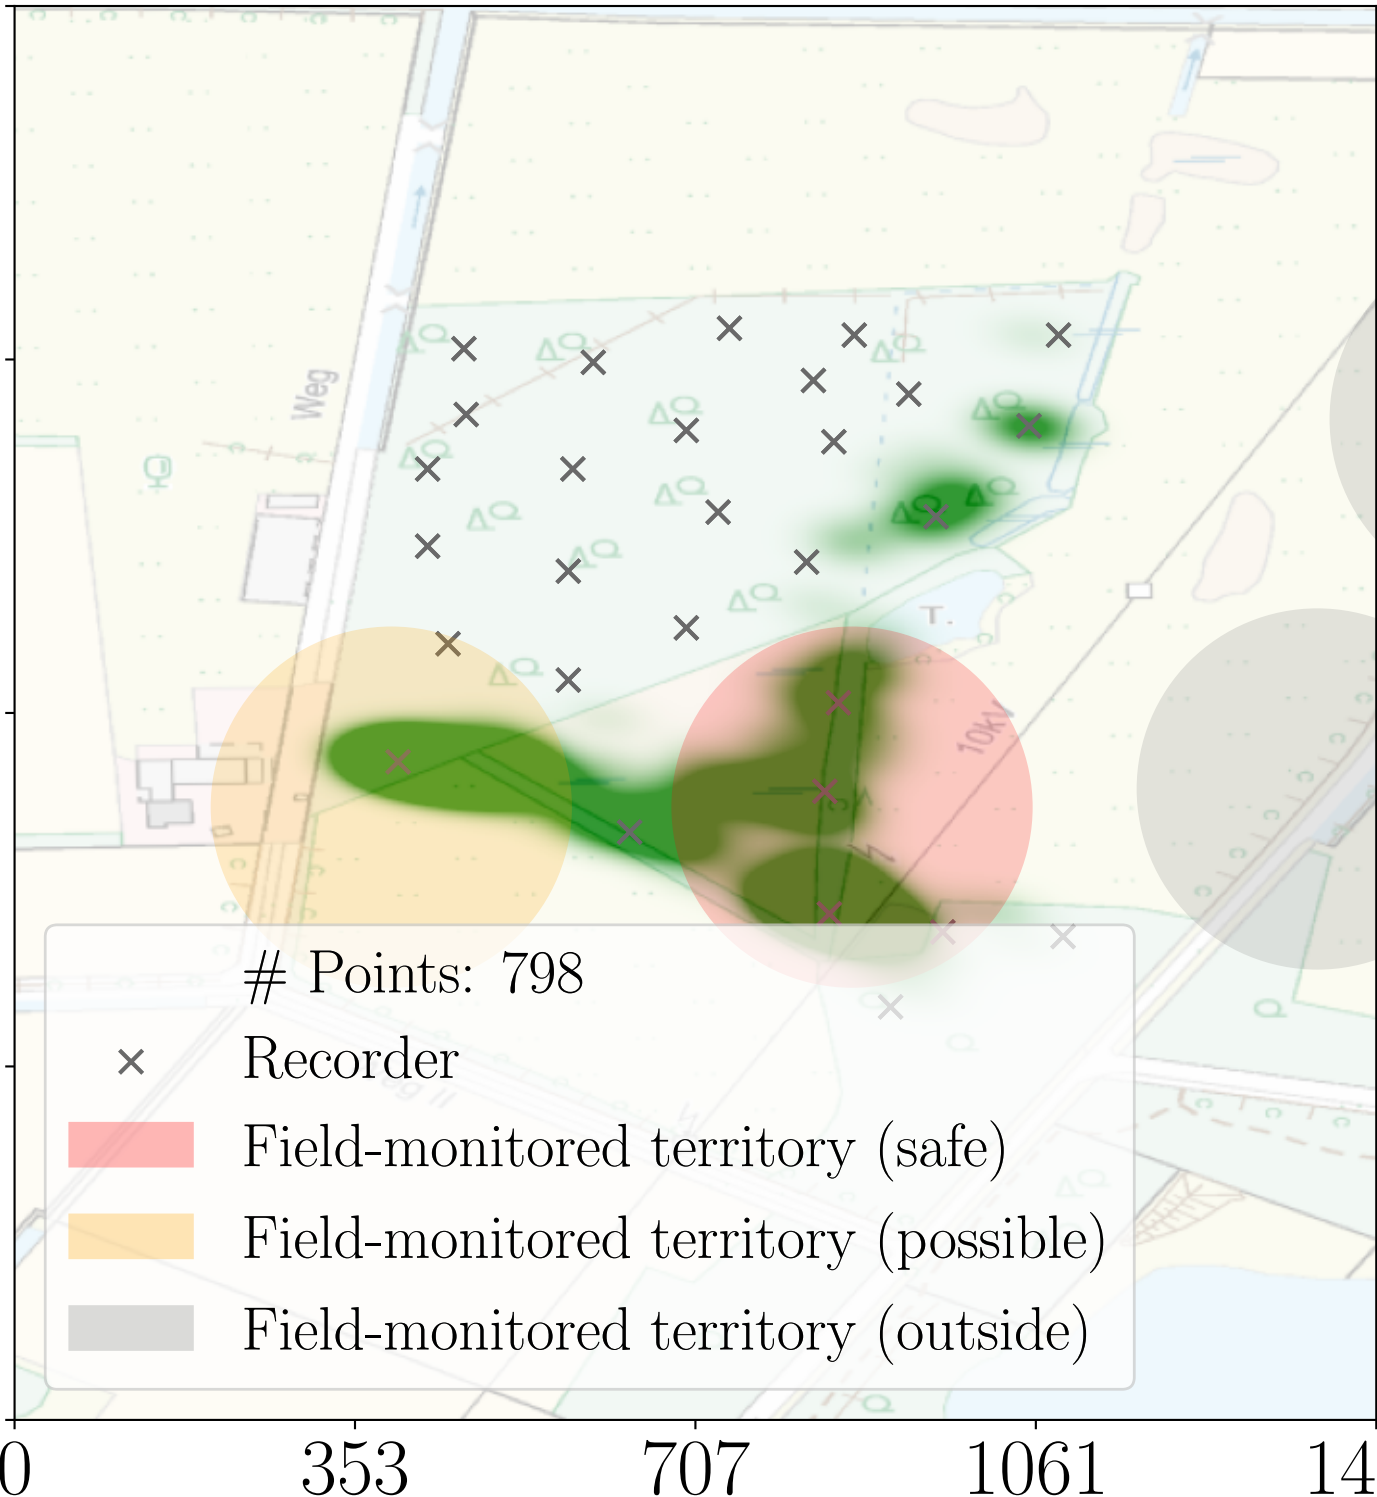 Weg
T.
10kV
# Points: 798
Recorder
Field-monitored territory (safe)
Field-monitored territory (possible)
Field-monitored territory (outside)
0 353 707 1061 14